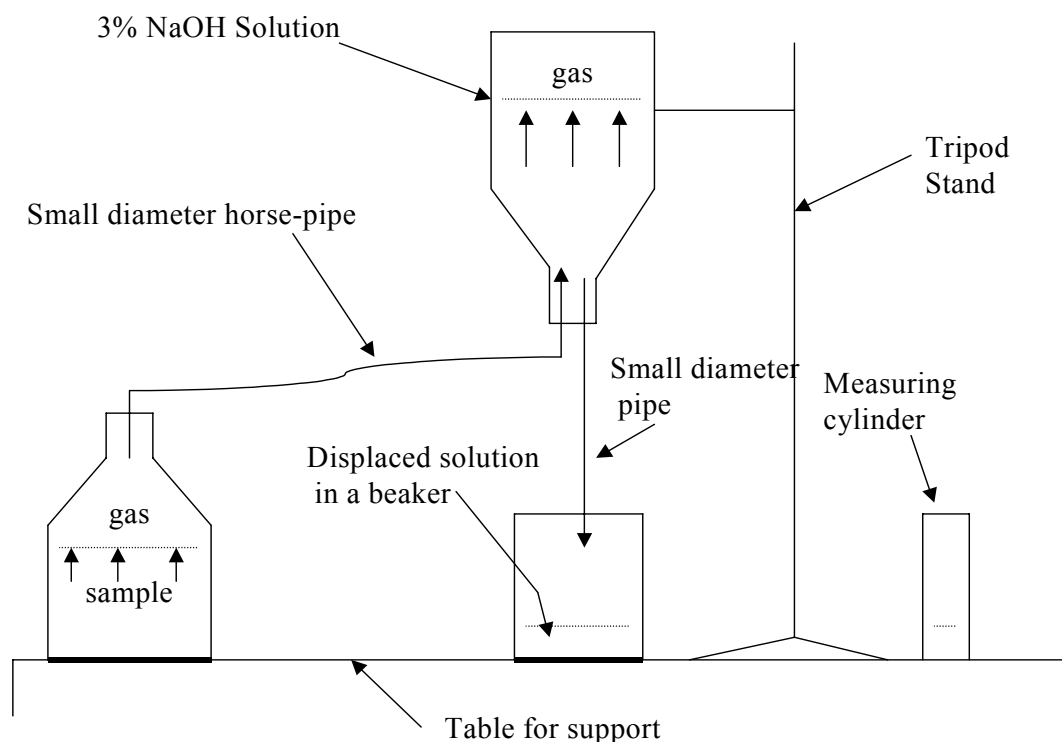 3% NaOH Solution
gas
Tripod
Stand
Small diameter horse-pipe
Small diameter
pipe
Measuring
cylinder
Displaced solution
in a beaker
gas
sample
Table for support